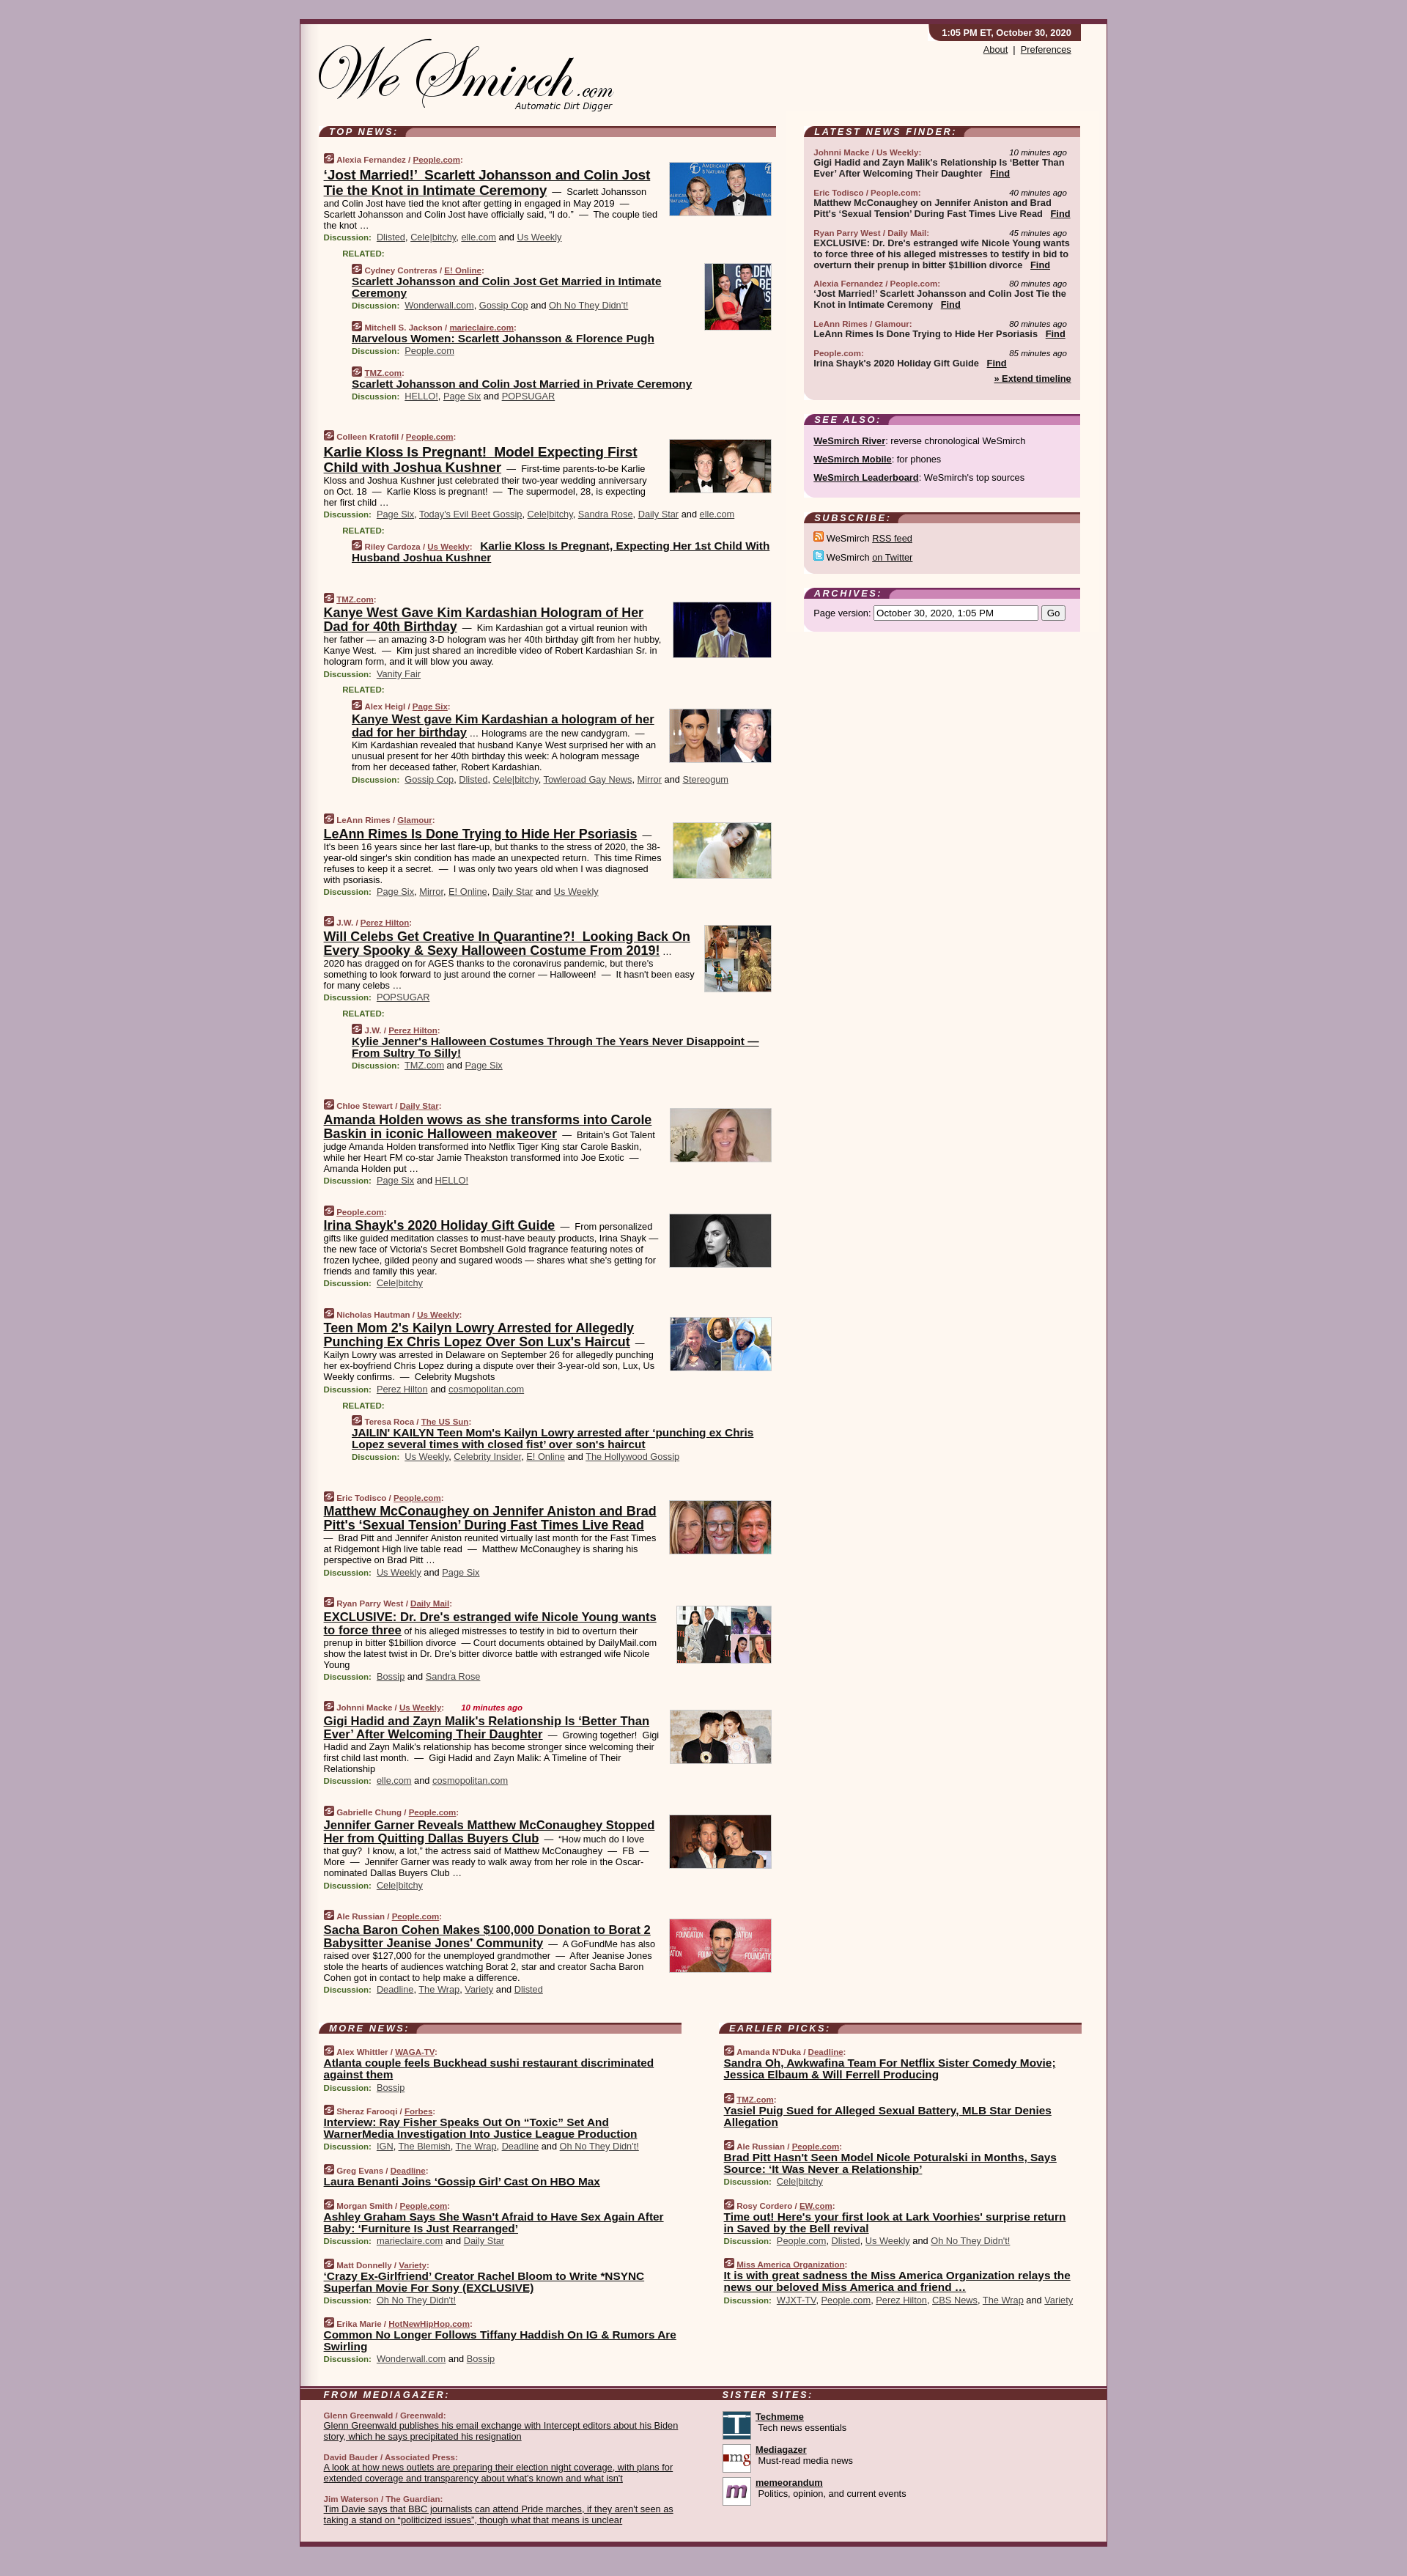 1:05 PM ET, October 30, 2020
About | Preferences
We Smirch.com
Automatic Dirt Digger
TOP NEWS:
Alexia Fernandez / People.com:
‘Just Married!’  Scarlett Johansson and Colin Jost
Tie the Knot in Intimate Ceremony — Scarlett Johansson
and Colin Jost have tied the knot after getting in engaged in May 2019 —
Scarlett Johansson and Colin Jost have officially said, “I do.” — The couple tied
the knot …
Discussion: Dlisted, Cele|bitchy, elle.com and Us Weekly
RELATED:
Cydney Contreras / E! Online:
Scarlett Johansson and Colin Jost Get Married in Intimate
Ceremony
Discussion: Wonderwall.com, Gossip Cop and Oh No They Didn't!
Mitchell S. Jackson / marieclaire.com:
Marvelous Women: Scarlett Johansson & Florence Pugh
Discussion: People.com
TMZ.com:
Scarlett Johansson and Colin Jost Married in Private Ceremony
Discussion: HELLO!, Page Six and POPSUGAR
Colleen Kratofil / People.com:
Karlie Kloss Is Pregnant!  Model Expecting First
Child with Joshua Kushner — First-time parents-to-be Karlie
Kloss and Joshua Kushner just celebrated their two-year wedding anniversary
on Oct. 18 — Karlie Kloss is pregnant! — The supermodel, 28, is expecting
her first child …
Discussion: Page Six, Today's Evil Beet Gossip, Cele|bitchy, Sandra Rose, Daily Star and elle.com
RELATED:
Riley Cardoza / Us Weekly: Karlie Kloss Is Pregnant, Expecting Her 1st Child With
Husband Joshua Kushner
TMZ.com:
Kanye West Gave Kim Kardashian Hologram of Her
Dad for 40th Birthday — Kim Kardashian got a virtual reunion with
her father — an amazing 3-D hologram was her 40th birthday gift from her hubby,
Kanye West. — Kim just shared an incredible video of Robert Kardashian Sr. in
hologram form, and it will blow you away.
Discussion: Vanity Fair
RELATED:
Alex Heigl / Page Six:
Kanye West gave Kim Kardashian a hologram of her
dad for her birthday … Holograms are the new candygram. —
Kim Kardashian revealed that husband Kanye West surprised her with an
unusual present for her 40th birthday this week: A hologram message
from her deceased father, Robert Kardashian.
Discussion: Gossip Cop, Dlisted, Cele|bitchy, Towleroad Gay News, Mirror and Stereogum
LeAnn Rimes / Glamour:
LeAnn Rimes Is Done Trying to Hide Her Psoriasis —
It's been 16 years since her last flare-up, but thanks to the stress of 2020, the 38-
year-old singer's skin condition has made an unexpected return. This time Rimes
refuses to keep it a secret. — I was only two years old when I was diagnosed
with psoriasis.
Discussion: Page Six, Mirror, E! Online, Daily Star and Us Weekly
J.W. / Perez Hilton:
Will Celebs Get Creative In Quarantine?!  Looking Back On
Every Spooky & Sexy Halloween Costume From 2019! …
2020 has dragged on for AGES thanks to the coronavirus pandemic, but there's
something to look forward to just around the corner — Halloween! — It hasn't been easy
for many celebs …
Discussion: POPSUGAR
RELATED:
J.W. / Perez Hilton:
Kylie Jenner's Halloween Costumes Through The Years Never Disappoint —
From Sultry To Silly!
Discussion: TMZ.com and Page Six
Chloe Stewart / Daily Star:
Amanda Holden wows as she transforms into Carole
Baskin in iconic Halloween makeover — Britain's Got Talent
judge Amanda Holden transformed into Netflix Tiger King star Carole Baskin,
while her Heart FM co-star Jamie Theakston transformed into Joe Exotic —
Amanda Holden put …
Discussion: Page Six and HELLO!
People.com:
Irina Shayk's 2020 Holiday Gift Guide — From personalized
gifts like guided meditation classes to must-have beauty products, Irina Shayk —
the new face of Victoria's Secret Bombshell Gold fragrance featuring notes of
frozen lychee, gilded peony and sugared woods — shares what she's getting for
friends and family this year.
Discussion: Cele|bitchy
Nicholas Hautman / Us Weekly:
Teen Mom 2's Kailyn Lowry Arrested for Allegedly
Punching Ex Chris Lopez Over Son Lux's Haircut —
Kailyn Lowry was arrested in Delaware on September 26 for allegedly punching
her ex-boyfriend Chris Lopez during a dispute over their 3-year-old son, Lux, Us
Weekly confirms. — Celebrity Mugshots
Discussion: Perez Hilton and cosmopolitan.com
RELATED:
Teresa Roca / The US Sun:
JAILIN' KAILYN Teen Mom's Kailyn Lowry arrested after ‘punching ex Chris
Lopez several times with closed fist’ over son's haircut
Discussion: Us Weekly, Celebrity Insider, E! Online and The Hollywood Gossip
Eric Todisco / People.com:
Matthew McConaughey on Jennifer Aniston and Brad
Pitt's ‘Sexual Tension’ During Fast Times Live Read
— Brad Pitt and Jennifer Aniston reunited virtually last month for the Fast Times
at Ridgemont High live table read — Matthew McConaughey is sharing his
perspective on Brad Pitt …
Discussion: Us Weekly and Page Six
Ryan Parry West / Daily Mail:
EXCLUSIVE: Dr. Dre's estranged wife Nicole Young wants
to force three of his alleged mistresses to testify in bid to overturn their
prenup in bitter $1billion divorce — Court documents obtained by DailyMail.com
show the latest twist in Dr. Dre's bitter divorce battle with estranged wife Nicole
Young
Discussion: Bossip and Sandra Rose
Johnni Macke / Us Weekly: 10 minutes ago
Gigi Hadid and Zayn Malik's Relationship Is ‘Better Than
Ever’ After Welcoming Their Daughter — Growing together! Gigi
Hadid and Zayn Malik's relationship has become stronger since welcoming their
first child last month. — Gigi Hadid and Zayn Malik: A Timeline of Their
Relationship
Discussion: elle.com and cosmopolitan.com
Gabrielle Chung / People.com:
Jennifer Garner Reveals Matthew McConaughey Stopped
Her from Quitting Dallas Buyers Club — “How much do I love
that guy? I know, a lot,” the actress said of Matthew McConaughey — FB —
More — Jennifer Garner was ready to walk away from her role in the Oscar-
nominated Dallas Buyers Club …
Discussion: Cele|bitchy
Ale Russian / People.com:
Sacha Baron Cohen Makes $100,000 Donation to Borat 2
Babysitter Jeanise Jones' Community — A GoFundMe has also
raised over $127,000 for the unemployed grandmother — After Jeanise Jones
stole the hearts of audiences watching Borat 2, star and creator Sacha Baron
Cohen got in contact to help make a difference.
Discussion: Deadline, The Wrap, Variety and Dlisted
LATEST NEWS FINDER:
Johnni Macke / Us Weekly: 10 minutes ago
Gigi Hadid and Zayn Malik's Relationship Is ‘Better Than
Ever’ After Welcoming Their Daughter Find
Eric Todisco / People.com: 40 minutes ago
Matthew McConaughey on Jennifer Aniston and Brad
Pitt's ‘Sexual Tension’ During Fast Times Live Read Find
Ryan Parry West / Daily Mail: 45 minutes ago
EXCLUSIVE: Dr. Dre's estranged wife Nicole Young wants
to force three of his alleged mistresses to testify in bid to
overturn their prenup in bitter $1billion divorce Find
Alexia Fernandez / People.com: 80 minutes ago
‘Just Married!’ Scarlett Johansson and Colin Jost Tie the
Knot in Intimate Ceremony Find
LeAnn Rimes / Glamour: 80 minutes ago
LeAnn Rimes Is Done Trying to Hide Her Psoriasis Find
People.com: 85 minutes ago
Irina Shayk's 2020 Holiday Gift Guide Find
» Extend timeline
SEE ALSO:
WeSmirch River: reverse chronological WeSmirch
WeSmirch Mobile: for phones
WeSmirch Leaderboard: WeSmirch's top sources
SUBSCRIBE:
WeSmirch RSS feed
WeSmirch on Twitter
ARCHIVES:
Page version: October 30, 2020, 1:05 PM Go
MORE NEWS:
Alex Whittler / WAGA-TV:
Atlanta couple feels Buckhead sushi restaurant discriminated
against them
Discussion: Bossip
Sheraz Farooqi / Forbes:
Interview: Ray Fisher Speaks Out On “Toxic” Set And
WarnerMedia Investigation Into Justice League Production
Discussion: IGN, The Blemish, The Wrap, Deadline and Oh No They Didn't!
Greg Evans / Deadline:
Laura Benanti Joins ‘Gossip Girl’ Cast On HBO Max
Morgan Smith / People.com:
Ashley Graham Says She Wasn't Afraid to Have Sex Again After
Baby: ‘Furniture Is Just Rearranged’
Discussion: marieclaire.com and Daily Star
Matt Donnelly / Variety:
‘Crazy Ex-Girlfriend’ Creator Rachel Bloom to Write *NSYNC
Superfan Movie For Sony (EXCLUSIVE)
Discussion: Oh No They Didn't!
Erika Marie / HotNewHipHop.com:
Common No Longer Follows Tiffany Haddish On IG & Rumors Are
Swirling
Discussion: Wonderwall.com and Bossip
EARLIER PICKS:
Amanda N'Duka / Deadline:
Sandra Oh, Awkwafina Team For Netflix Sister Comedy Movie;
Jessica Elbaum & Will Ferrell Producing
TMZ.com:
Yasiel Puig Sued for Alleged Sexual Battery, MLB Star Denies
Allegation
Ale Russian / People.com:
Brad Pitt Hasn't Seen Model Nicole Poturalski in Months, Says
Source: ‘It Was Never a Relationship’
Discussion: Cele|bitchy
Rosy Cordero / EW.com:
Time out! Here's your first look at Lark Voorhies' surprise return
in Saved by the Bell revival
Discussion: People.com, Dlisted, Us Weekly and Oh No They Didn't!
Miss America Organization:
It is with great sadness the Miss America Organization relays the
news our beloved Miss America and friend …
Discussion: WJXT-TV, People.com, Perez Hilton, CBS News, The Wrap and Variety
FROM MEDIAGAZER:
Glenn Greenwald / Greenwald:
Glenn Greenwald publishes his email exchange with Intercept editors about his Biden
story, which he says precipitated his resignation
David Bauder / Associated Press:
A look at how news outlets are preparing their election night coverage, with plans for
extended coverage and transparency about what's known and what isn't
Jim Waterson / The Guardian:
Tim Davie says that BBC journalists can attend Pride marches, if they aren't seen as
taking a stand on “politicized issues”, though what that means is unclear
SISTER SITES:
T
Techmeme
Tech news essentials
mg
Mediagazer
Must-read media news
m
memeorandum
Politics, opinion, and current events